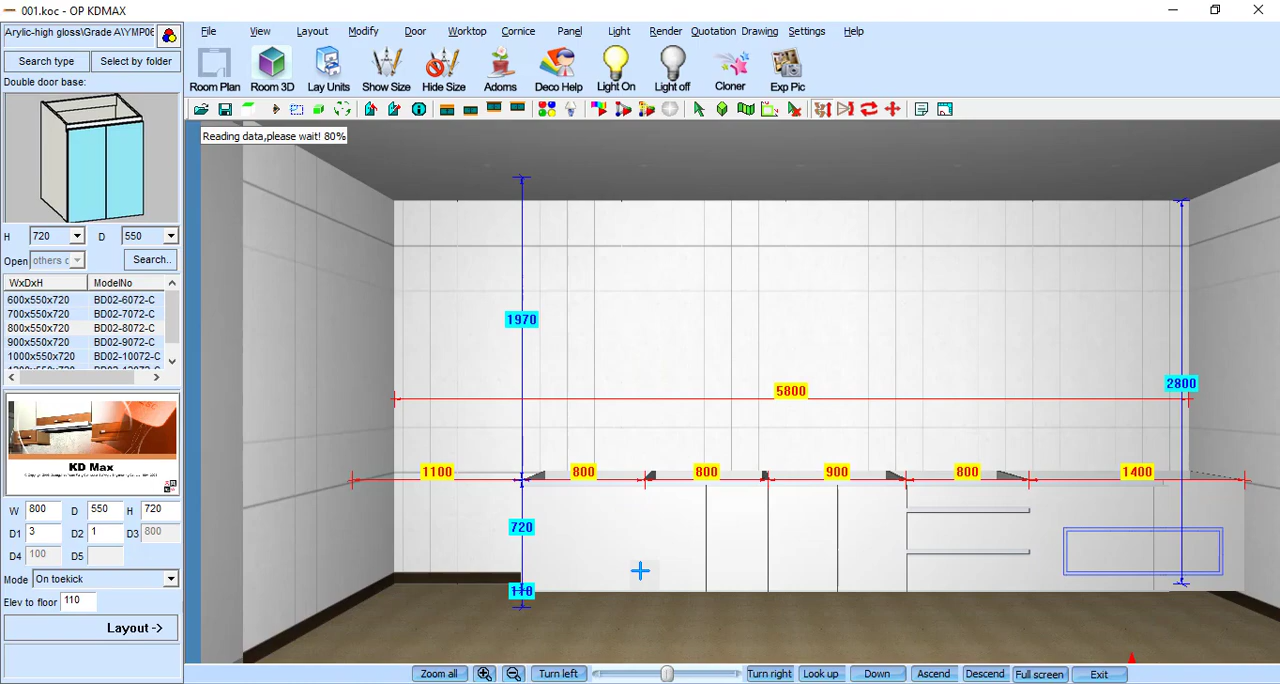 001.koc - OP KDMAX
Arylic-high gloss\Grade A\YMP06
File View Layout Modify Door Worktop Cornice Panel Light Render Quotation Drawing Settings Help
Search type Select by folder
Room Plan Room 3D Lay Units Show Size Hide Size Adoms Deco Help Light On Light off Cloner Exp Pic
Double door base:
Reading data,please wait! 80%
H 720 D 550
Open others c Search..
WxDxH ModelNo
600x550x720 BD02-6072-C
700x550x720 BD02-7072-C
800x550x720 BD02-8072-C
900x550x720 BD02-9072-C
1000x550x720 BD02-10072-C
KD Max
W 800 D 550 H 720
D1 3 D2 1 D3 800
D4 100 D5
Mode On toekick
Elev to floor 110
Layout ->
1970
5800
2800
1100 800 800 900 800 1400
720
110
Zoom all Turn left Turn right Look up Down Ascend Descend Full screen Exit